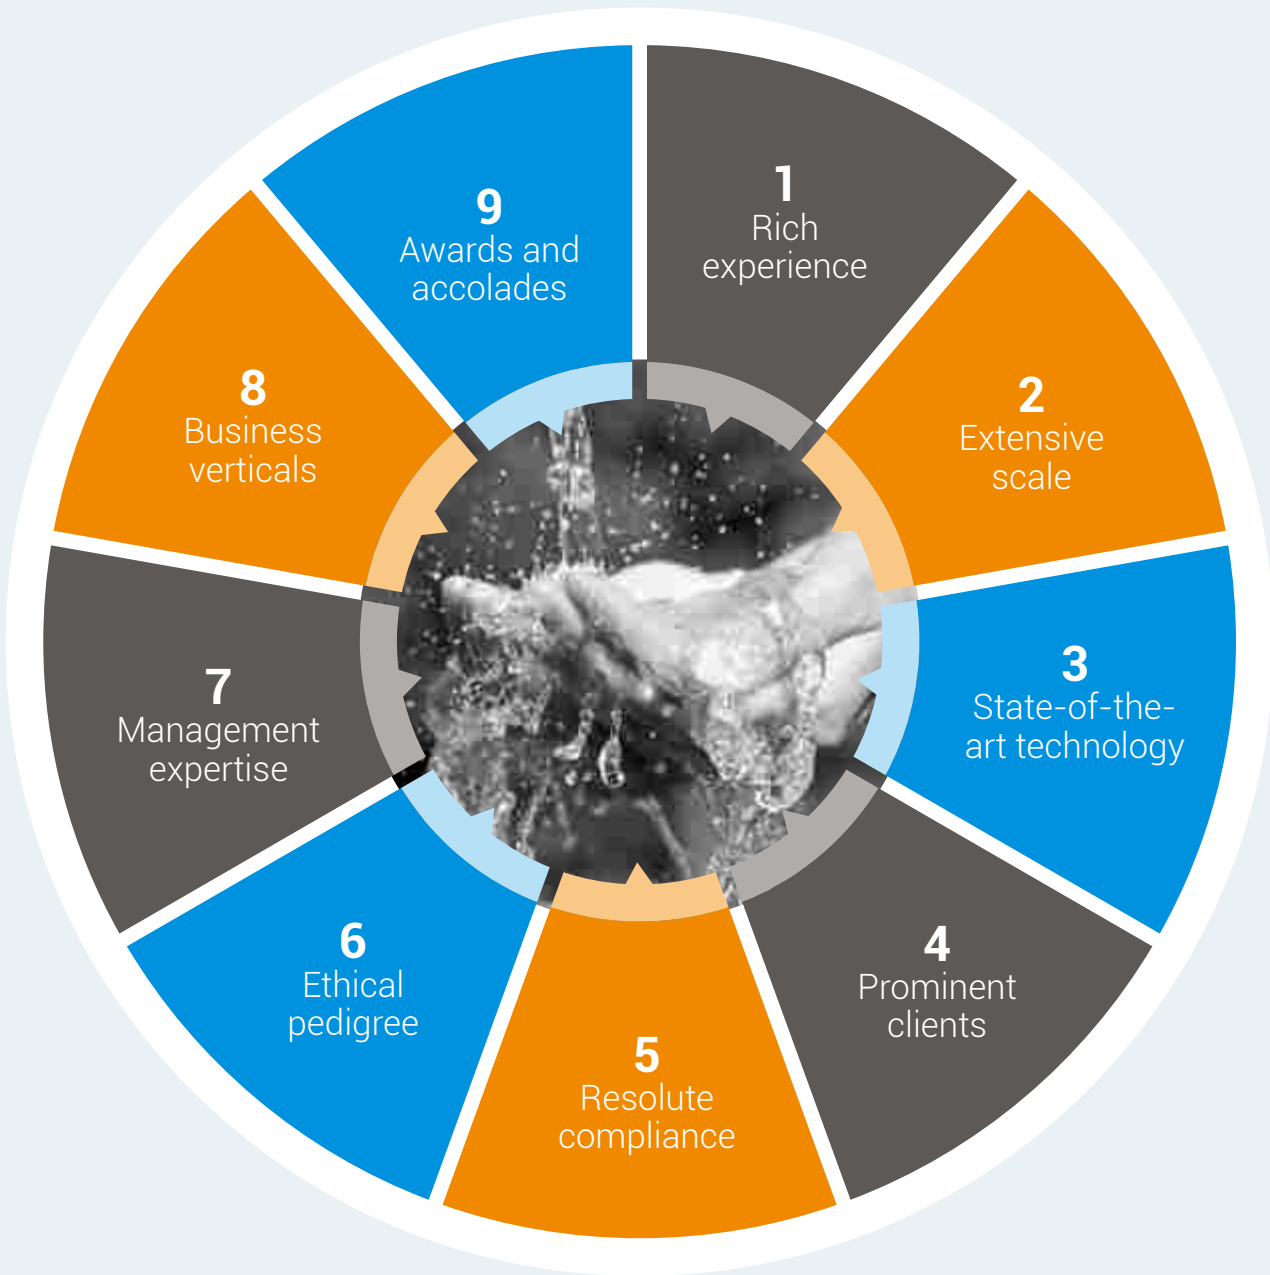 1
Rich
experience
2
Extensive
scale
3
State-of-the-
art technology
4
Prominent
clients
5
Resolute
compliance
6
Ethical
pedigree
7
Management
expertise
8
Business
verticals
9
Awards and
accolades